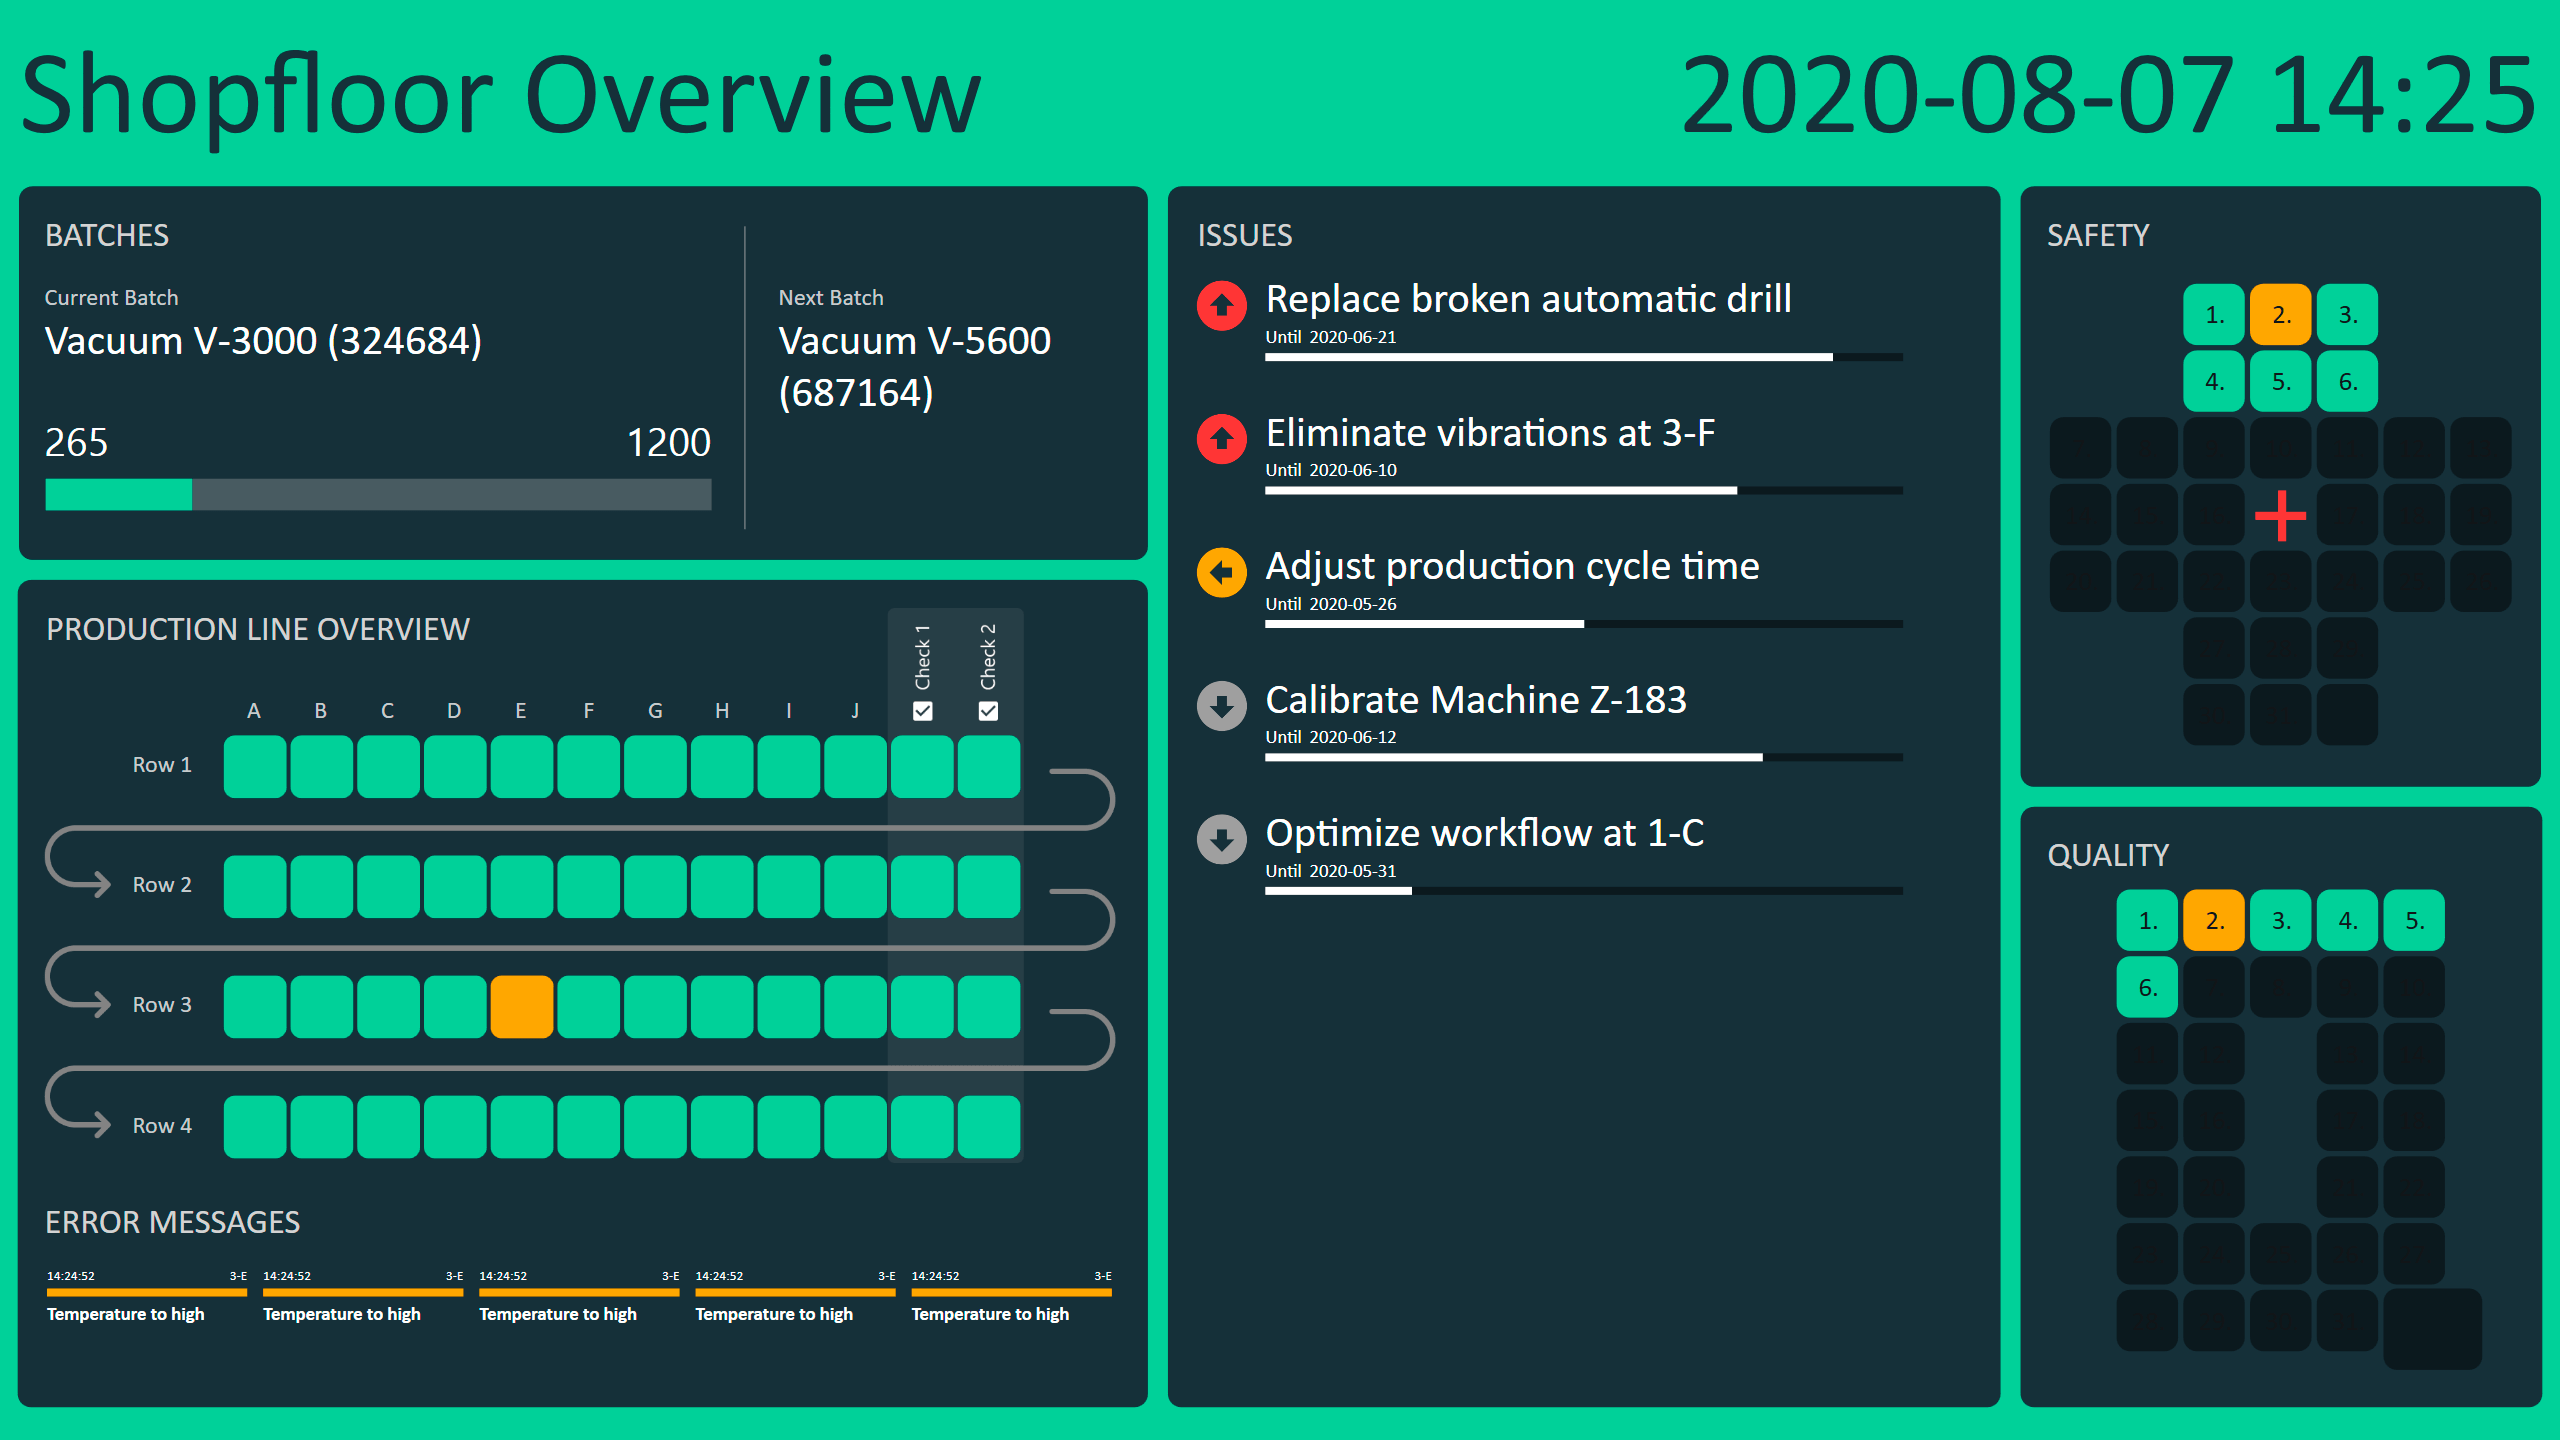 Shopfloor Overview
2020-08-07 14:25
BATCHES
Current Batch
Vacuum V-3000 (324684)
265
1200
Next Batch
Vacuum V-5600
(687164)
PRODUCTION LINE OVERVIEW
Check 1
Check 2
A B C D E F G H I J
Row 1
Row 2
Row 3
Row 4
ERROR MESSAGES
14:24:52 3-E
Temperature to high
14:24:52 3-E
Temperature to high
14:24:52 3-E
Temperature to high
14:24:52 3-E
Temperature to high
14:24:52 3-E
Temperature to high
ISSUES
Replace broken automatic drill
Until 2020-06-21
Eliminate vibrations at 3-F
Until 2020-06-10
Adjust production cycle time
Until 2020-05-26
Calibrate Machine Z-183
Until 2020-06-12
Optimize workflow at 1-C
Until 2020-05-31
SAFETY
1. 2. 3.
4. 5. 6.
QUALITY
1. 2. 3. 4. 5.
6.